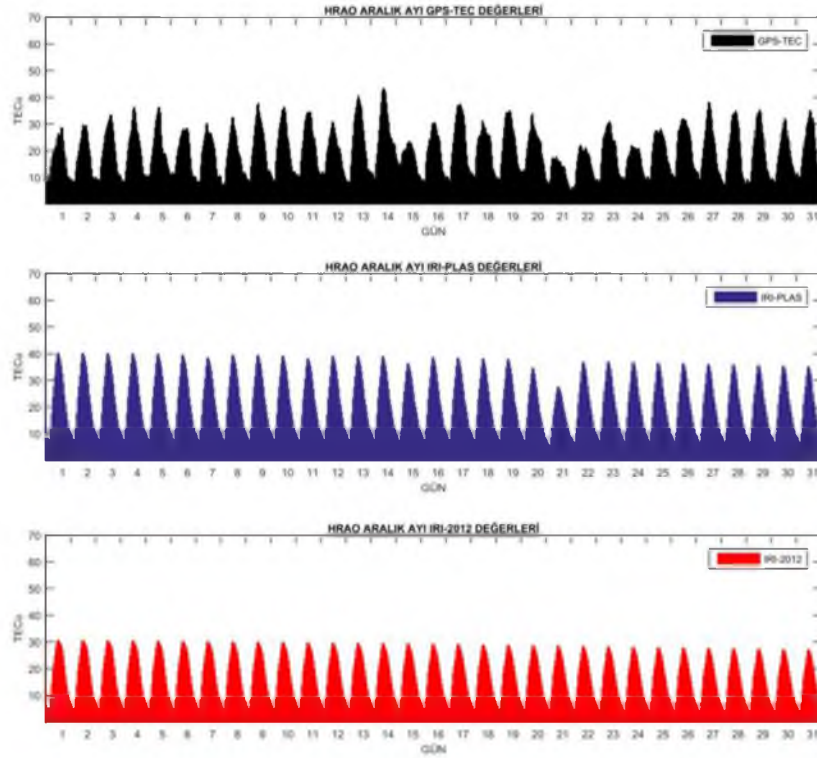 HRAO ARALIK AYI GPS-TEC DEĞERLERİ
70
60
50
40
30
20
10
TECu
GPS-TEC
1 2 3 4 5 6 7 8 9 10 11 12 13 14 15 16 17 18 19 20 21 22 23 24 25 26 27 28 29 30 31
GÜN
HRAO ARALIK AYI IRI-PLAS DEĞERLERİ
70
60
50
40
30
20
10
TECu
IRI-PLAS
1 2 3 4 5 6 7 8 9 10 11 12 13 14 15 16 17 18 19 20 21 22 23 24 25 26 27 28 29 30 31
GÜN
HRAO ARALIK AYI IRI-2012 DEĞERLERİ
70
60
50
40
30
20
10
TECu
IRI-2012
1 2 3 4 5 6 7 8 9 10 11 12 13 14 15 16 17 18 19 20 21 22 23 24 25 26 27 28 29 30 31
GÜN